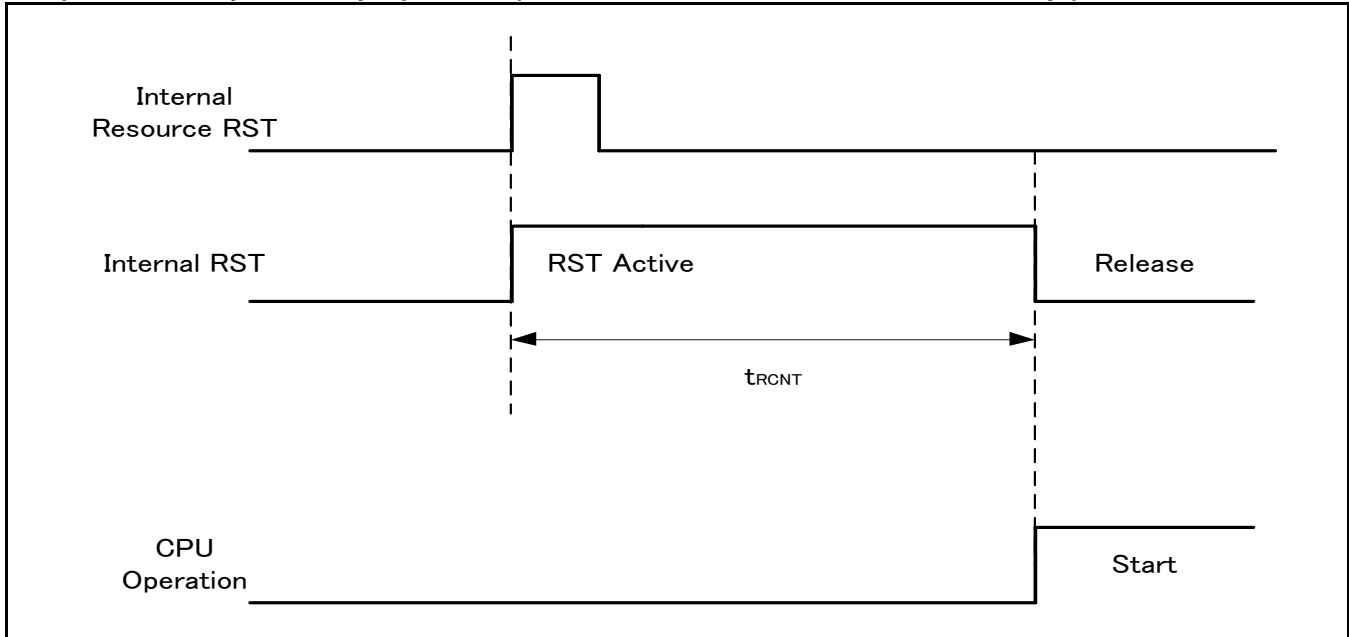 Internal
Resource RST
Internal RST
RST Active
Release
tRCNT
CPU
Operation
Start